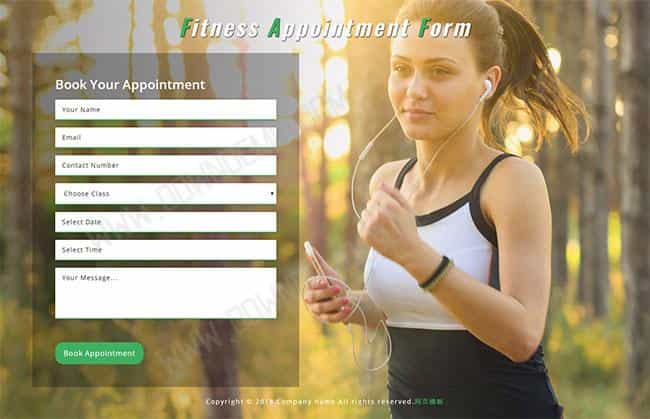 Fitness Appointment Form
Book Your Appointment
Your Name
Email
Contact Number
Choose Class
Select Date
Select Time
Your Message...
Book Appointment
Copyright © 2018.Company name All rights reserved.网页模板